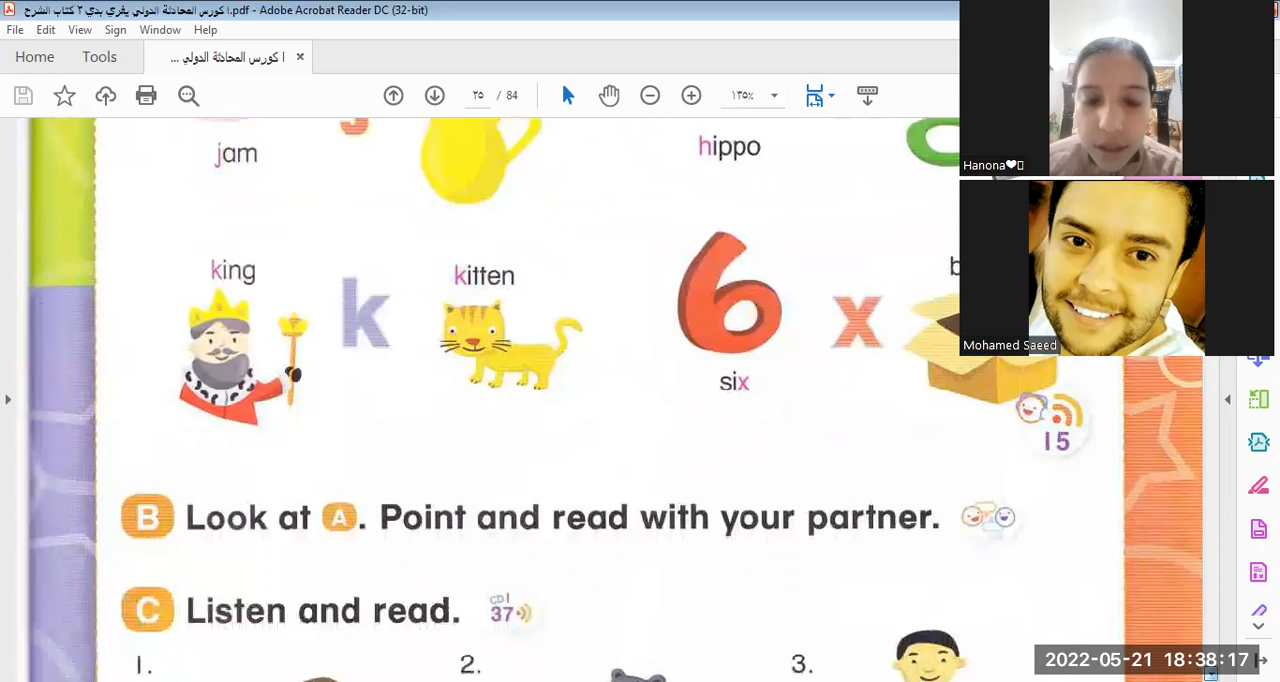 ا كورس المحادثة الدولي يغري بدي ٢ كتاب الشرح.pdf - Adobe Acrobat Reader DC (32-bit)
File Edit View Sign Window Help
Home Tools ا كورس المحادثة الدولي ... ×
٢٥ / 84 ١٣٥%
jam
hippo
Hanona❤
king
k
kitten
6
x
b
Mohamed Saeed
six
15
B Look at A. Point and read with your partner.
C Listen and read. CD1 37
1. 2. 3.
2022-05-21 18:38:17